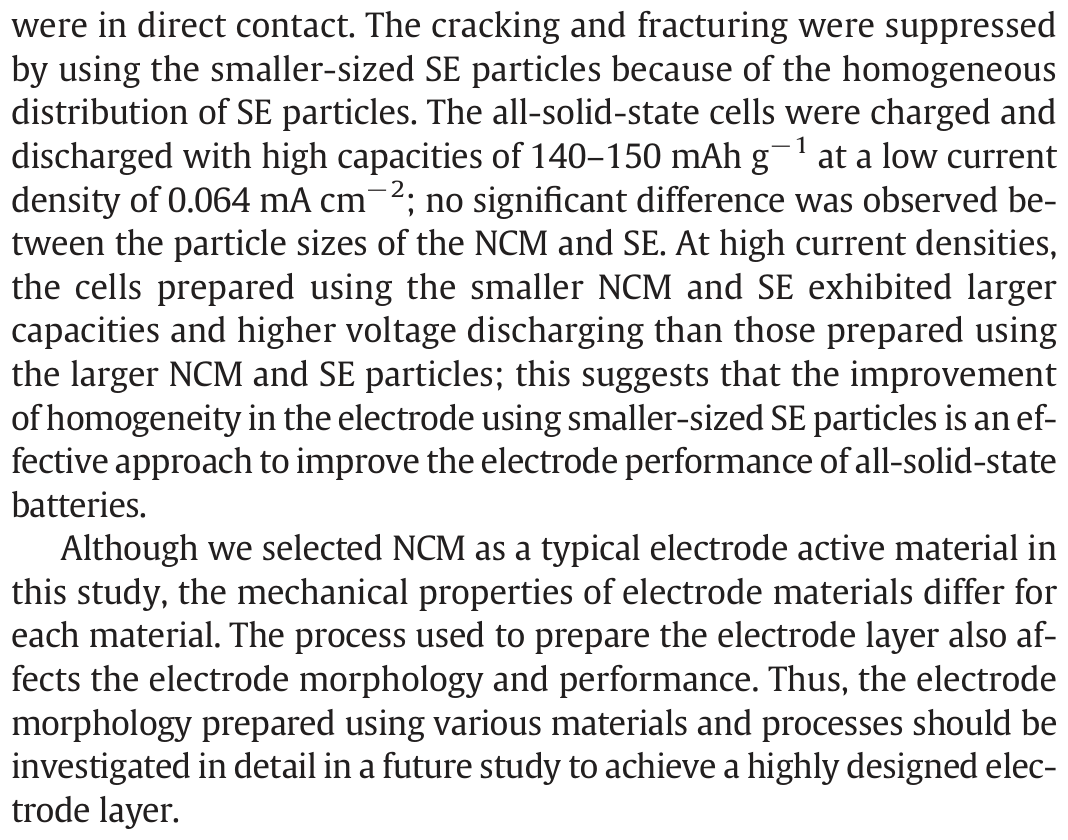 were in direct contact. The cracking and fracturing were suppressed
by using the smaller-sized SE particles because of the homogeneous
distribution of SE particles. The all-solid-state cells were charged and
discharged with high capacities of 140–150 mAh g⁻¹ at a low current
density of 0.064 mA cm⁻²; no significant difference was observed be-
tween the particle sizes of the NCM and SE. At high current densities,
the cells prepared using the smaller NCM and SE exhibited larger
capacities and higher voltage discharging than those prepared using
the larger NCM and SE particles; this suggests that the improvement
of homogeneity in the electrode using smaller-sized SE particles is an ef-
fective approach to improve the electrode performance of all-solid-state
batteries.
Although we selected NCM as a typical electrode active material in
this study, the mechanical properties of electrode materials differ for
each material. The process used to prepare the electrode layer also af-
fects the electrode morphology and performance. Thus, the electrode
morphology prepared using various materials and processes should be
investigated in detail in a future study to achieve a highly designed elec-
trode layer.